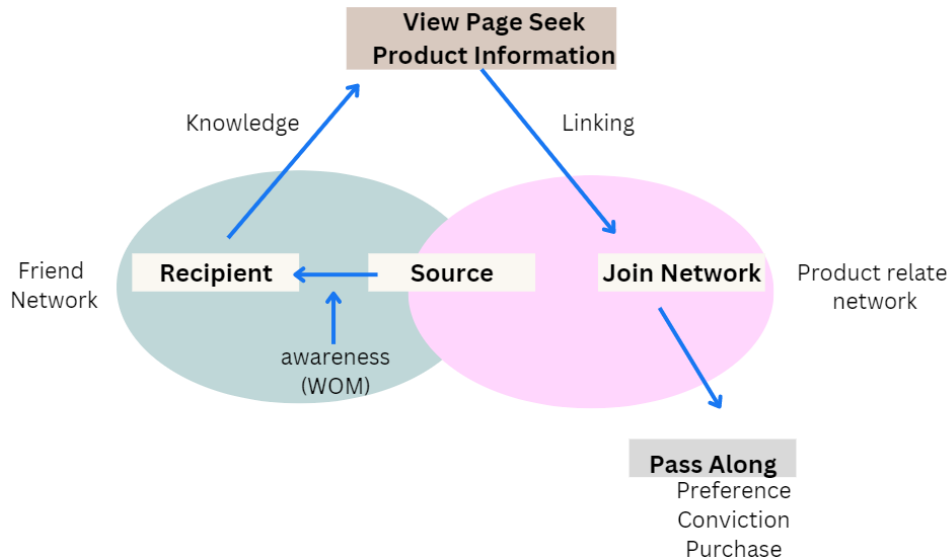 View Page Seek
Product Information
Knowledge
Linking
Friend
Network
Recipient
Source
Join Network
Product relate
network
awareness
(WOM)
Pass Along
Preference
Conviction
Purchase